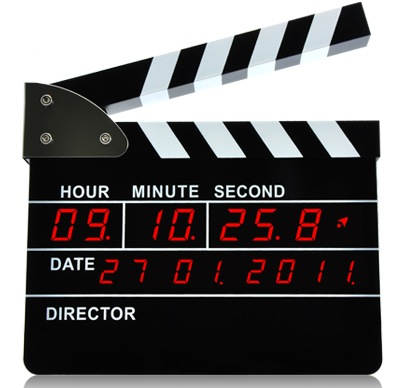 HOUR MINUTE SECOND
09. 10. 25.8
DATE 27 01. 2011.
DIRECTOR